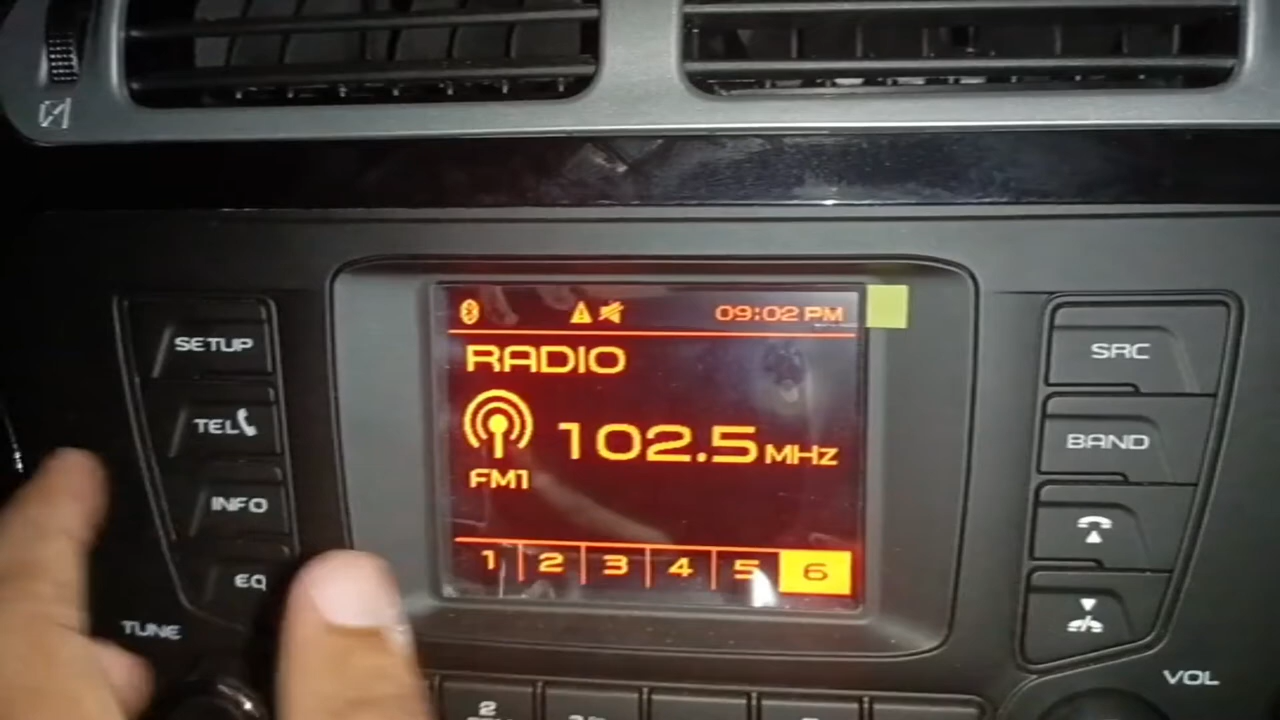 09:02 PM
RADIO
102.5 MHz
FM1
1 2 3 4 5 6
SETUP
TEL
INFO
EQ
TUNE
SRC
BAND
VOL
2